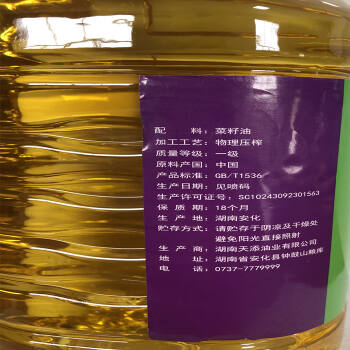 配 料：菜籽油
加工工艺：物理压榨
质量等级：一级
原料产国：中国
产品标准：GB/T1536
生产日期：见喷码
生产许可证号：SC10243092301563
保 质 期：18个月
生 产 地：湖南安化
贮存方式：请贮存于阴凉及干燥处
避免阳光直接照射
生 产 商：湖南天添油业有限公司
地 址：湖南省安化县钟鼓山粮库
电 话：0737-7779999